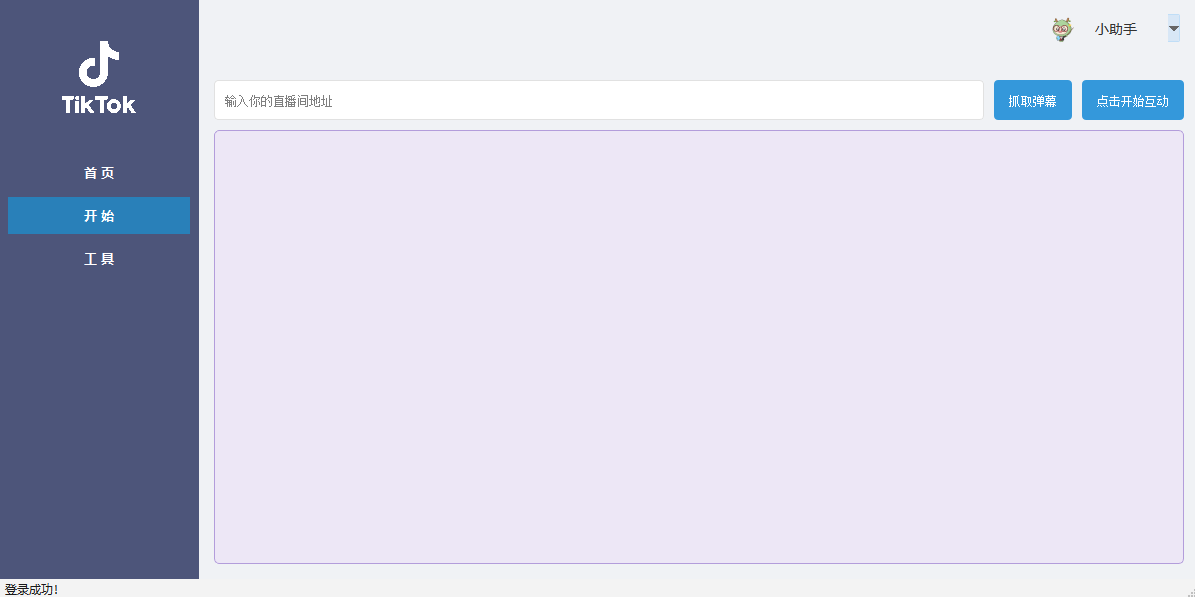 TikTok
首 页
开 始
工 具
小助手
输入你的直播间地址
抓取弹幕
点击开始互动
登录成功!